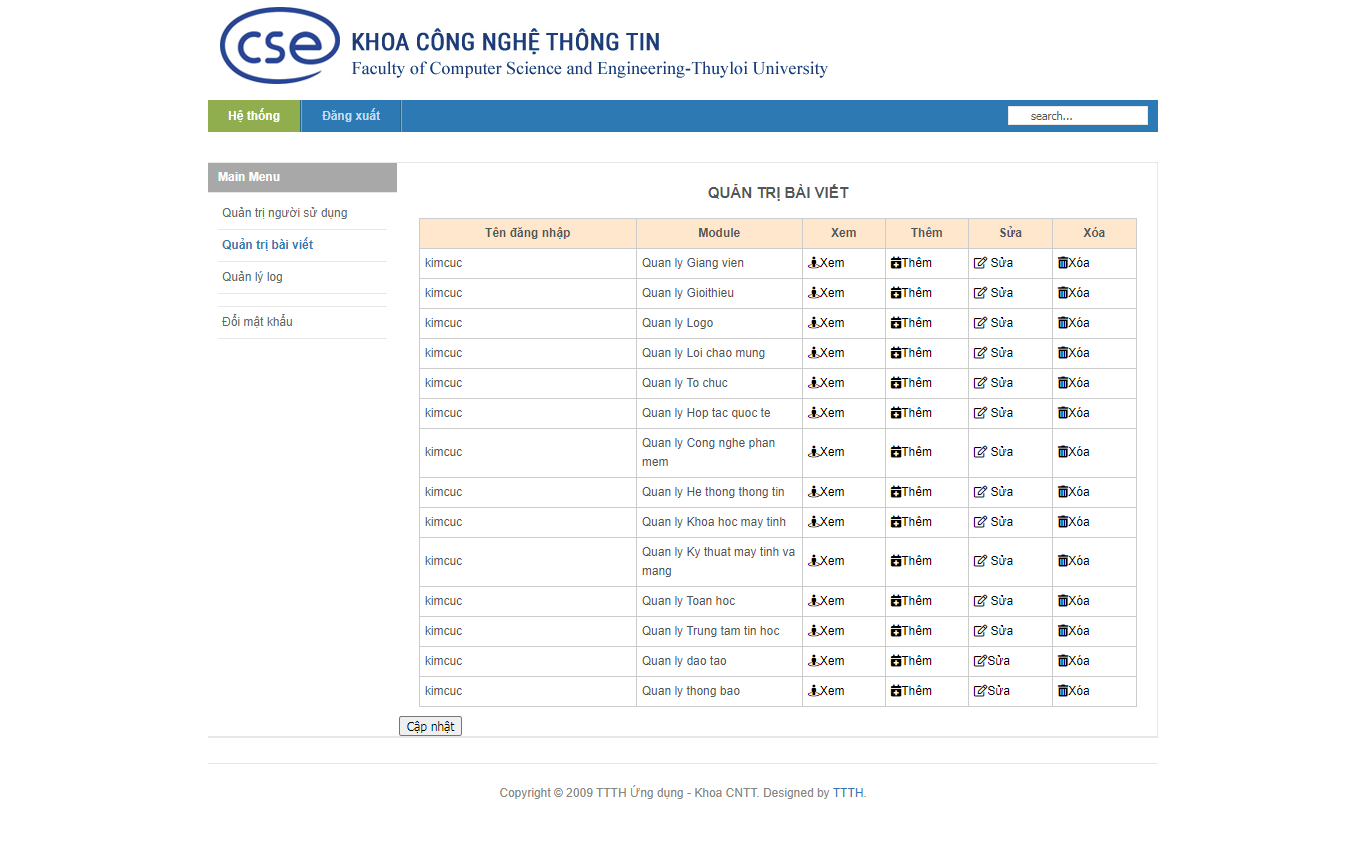 cse
KHOA CÔNG NGHỆ THÔNG TIN
Faculty of Computer Science and Engineering-Thuyloi University
Hệ thống Đăng xuất search...
Main Menu
Quản trị người sử dụng
Quản trị bài viết
Quản lý log
Đổi mật khẩu
QUẢN TRỊ BÀI VIẾT
Tên đăng nhập Module Xem Thêm Sửa Xóa
kimcuc Quan ly Giang vien Xem Thêm Sửa Xóa
kimcuc Quan ly Gioithieu Xem Thêm Sửa Xóa
kimcuc Quan ly Logo Xem Thêm Sửa Xóa
kimcuc Quan ly Loi chao mung Xem Thêm Sửa Xóa
kimcuc Quan ly To chuc Xem Thêm Sửa Xóa
kimcuc Quan ly Hop tac quoc te Xem Thêm Sửa Xóa
kimcuc Quan ly Cong nghe phan Xem Thêm Sửa Xóa
mem
kimcuc Quan ly He thong thong tin Xem Thêm Sửa Xóa
kimcuc Quan ly Khoa hoc may tinh Xem Thêm Sửa Xóa
kimcuc Quan ly Ky thuat may tinh va Xem Thêm Sửa Xóa
mang
kimcuc Quan ly Toan hoc Xem Thêm Sửa Xóa
kimcuc Quan ly Trung tam tin hoc Xem Thêm Sửa Xóa
kimcuc Quan ly dao tao Xem Thêm Sửa Xóa
kimcuc Quan ly thong bao Xem Thêm Sửa Xóa
Cập nhật
Copyright © 2009 TTTH Ứng dụng - Khoa CNTT. Designed by TTTH.